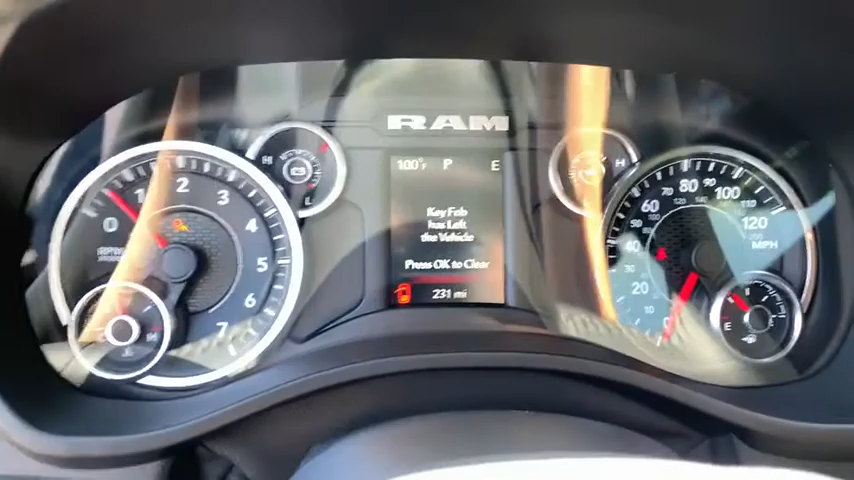 RAM
100°F P E
Key Fob
has Left
the Vehicle
Press OK to Clear
231 mi
0 1 2 3 4 5 6 7
RPM
H
L
H
10 20 30 60 70 80 90 100 110 120
MPH
H
E
F